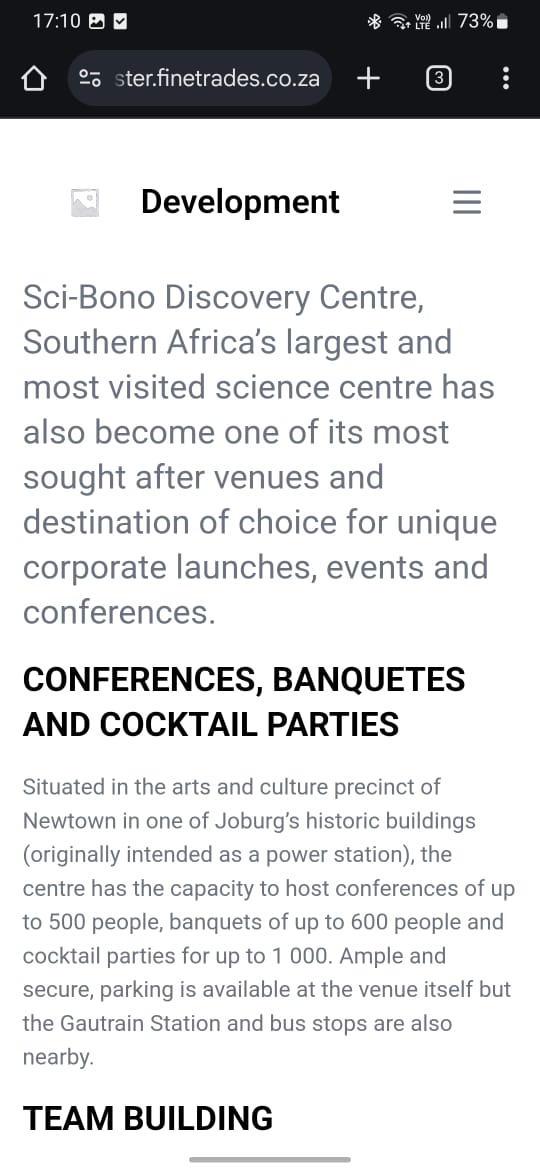 17:10 73%
ster.finetrades.co.za 3
Development
Sci-Bono Discovery Centre,
Southern Africa’s largest and
most visited science centre has
also become one of its most
sought after venues and
destination of choice for unique
corporate launches, events and
conferences.
CONFERENCES, BANQUETES
AND COCKTAIL PARTIES
Situated in the arts and culture precinct of
Newtown in one of Joburg’s historic buildings
(originally intended as a power station), the
centre has the capacity to host conferences of up
to 500 people, banquets of up to 600 people and
cocktail parties for up to 1 000. Ample and
secure, parking is available at the venue itself but
the Gautrain Station and bus stops are also
nearby.
TEAM BUILDING